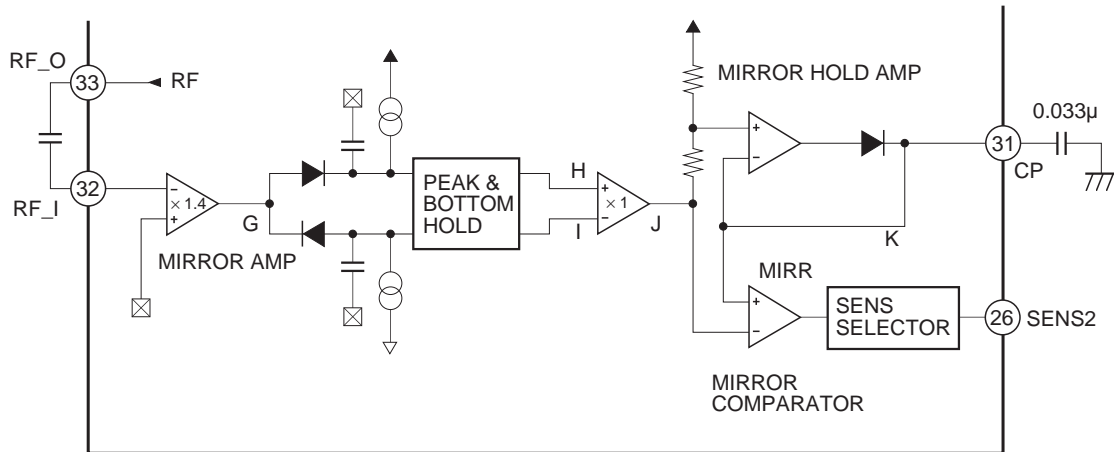 RF_O
33
RF
32
RF_I
−
× 1.4
+
G
MIRROR AMP
PEAK &
BOTTOM
HOLD
H
I
+
× 1
−
J
MIRROR HOLD AMP
+
−
K
0.033µ
31
CP
MIRR
+
−
SENS
SELECTOR
26
SENS2
MIRROR
COMPARATOR